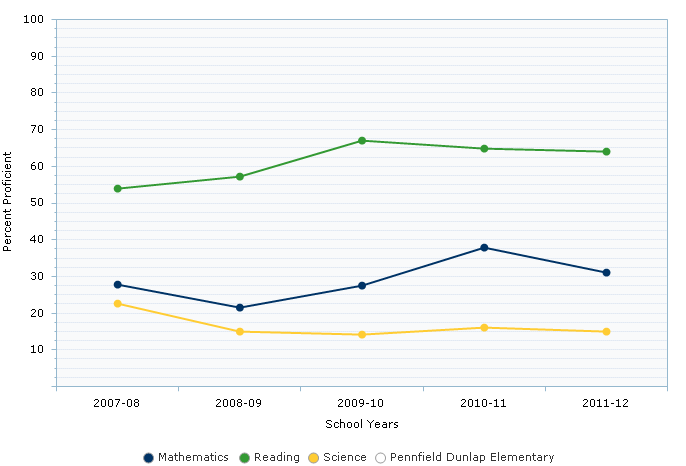 100
90
80
70
60
50
40
30
20
10
Percent Proficient
2007-08 2008-09 2009-10 2010-11 2011-12
School Years
Mathematics Reading Science Pennfield Dunlap Elementary